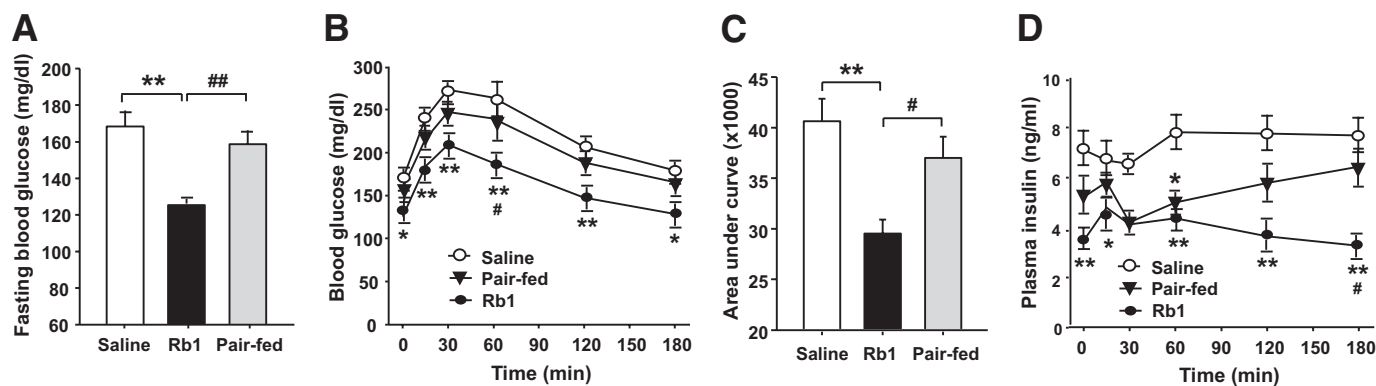 A
Fasting blood glucose (mg/dl)
200
180
160
140
120
100
80
60
** ##
Saline Rb1 Pair-fed
B
Blood glucose (mg/dl)
300
250
200
150
100
50
0
* ** ** ** ** *
#
Saline
Pair-fed
Rb1
0 30 60 90 120 150 180
Time (min)
C
Area under curve (x1000)
45
40
35
30
25
20
** #
Saline Rb1 Pair-fed
D
Plasma insulin (ng/ml)
10
8
6
4
2
0
*
** * ** ** **
#
Saline
Pair-fed
Rb1
0 30 60 90 120 150 180
Time (min)